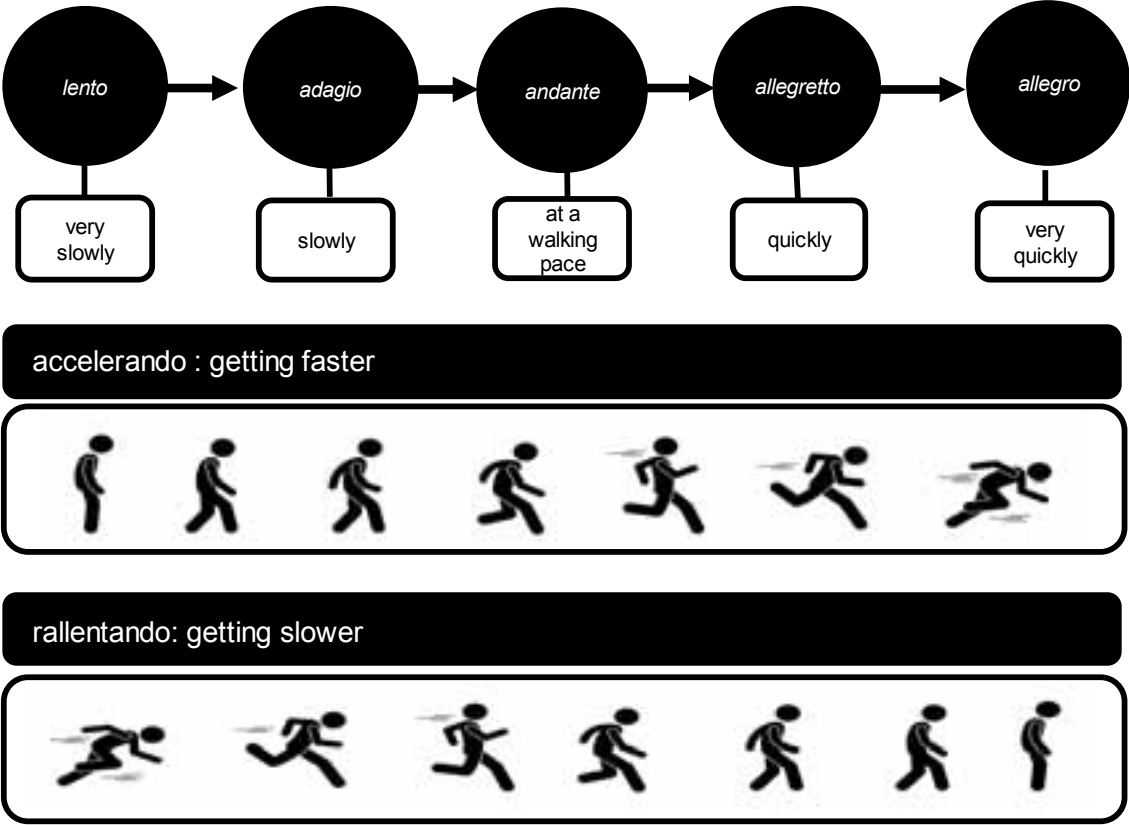 lento
adagio
andante
allegretto
allegro
very
slowly
slowly
at a
walking
pace
quickly
very
quickly
accelerando : getting faster
rallentando: getting slower